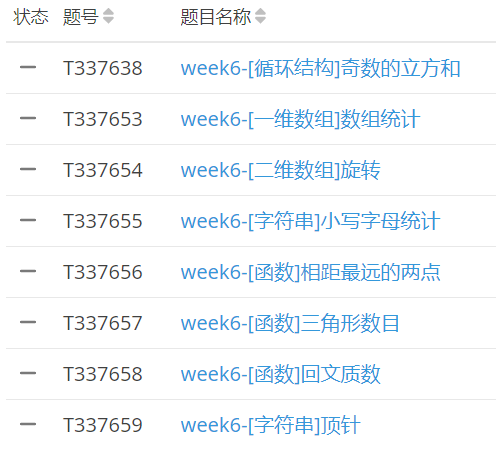 状态 题号 题目名称
— T337638 week6-[循环结构]奇数的立方和
— T337653 week6-[一维数组]数组统计
— T337654 week6-[二维数组]旋转
— T337655 week6-[字符串]小写字母统计
— T337656 week6-[函数]相距最远的两点
— T337657 week6-[函数]三角形数目
— T337658 week6-[函数]回文质数
— T337659 week6-[字符串]顶针